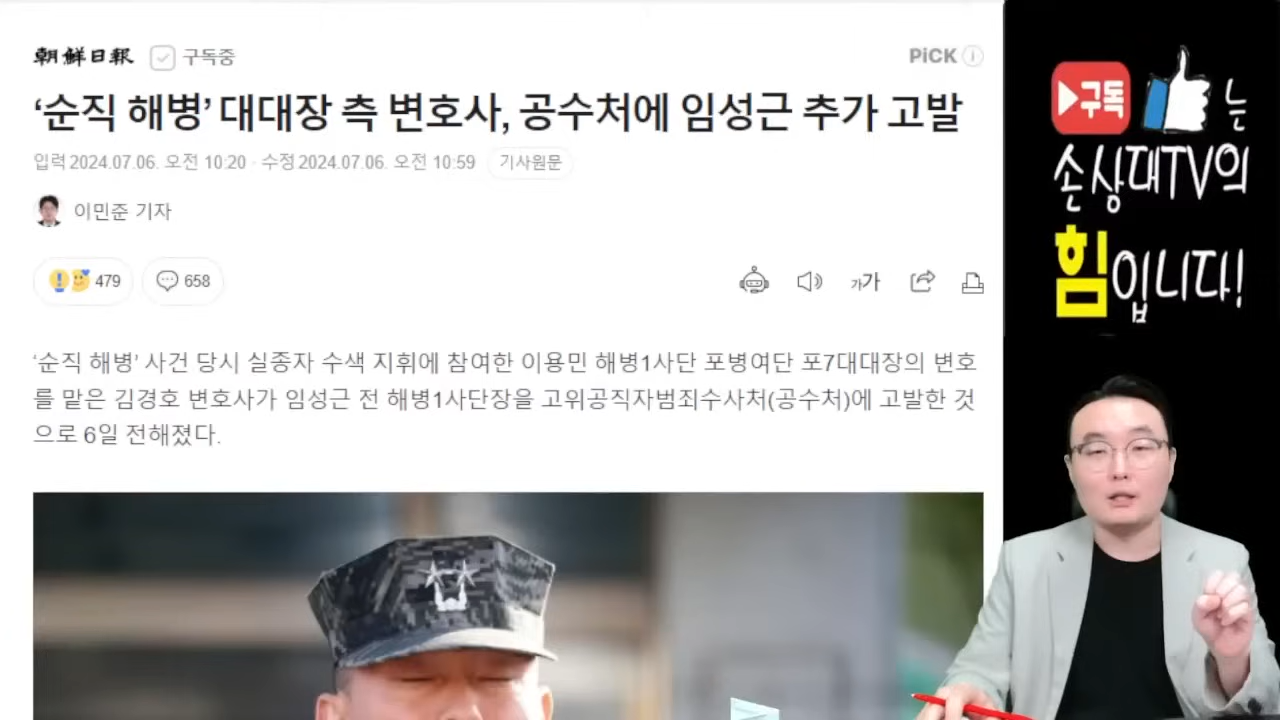 朝鮮日報 구독중
PiCK
‘순직 해병’ 대대장 측 변호사, 공수처에 임성근 추가 고발
입력 2024.07.06. 오전 10:20 · 수정 2024.07.06. 오전 10:59 기사원문
이민준 기자
479 658
가가
‘순직 해병’ 사건 당시 실종자 수색 지휘에 참여한 이용민 해병1사단 포병여단 포7대대장의 변호
를 맡은 김경호 변호사가 임성근 전 해병1사단장을 고위공직자범죄수사처(공수처)에 고발한 것
으로 6일 전해졌다.
구독 는
손상대TV의
힘입니다!